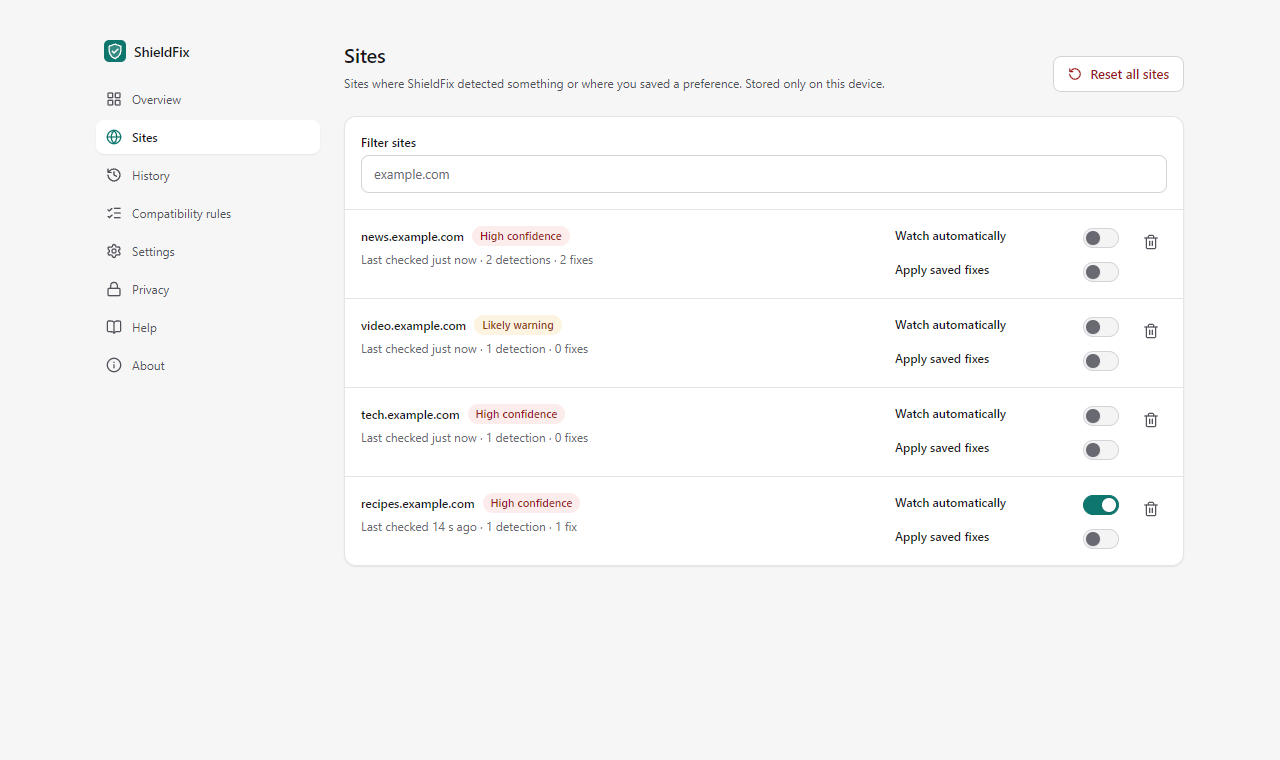 ShieldFix
Overview
Sites
History
Compatibility rules
Settings
Privacy
Help
About
Sites
Sites where ShieldFix detected something or where you saved a preference. Stored only on this device.
Reset all sites
Filter sites
example.com
news.example.com High confidence
Last checked just now · 2 detections · 2 fixes
Watch automatically
Apply saved fixes
video.example.com Likely warning
Last checked just now · 1 detection · 0 fixes
Watch automatically
Apply saved fixes
tech.example.com High confidence
Last checked just now · 1 detection · 0 fixes
Watch automatically
Apply saved fixes
recipes.example.com High confidence
Last checked 14 s ago · 1 detection · 1 fix
Watch automatically
Apply saved fixes